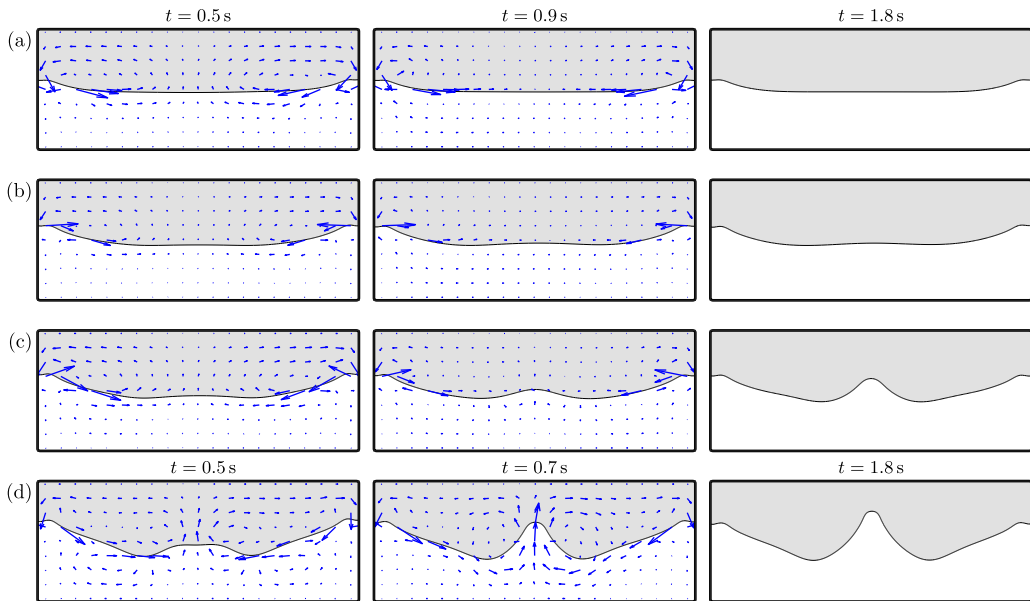 t = 0.5 s t = 0.9 s t = 1.8 s
(a)
(b)
(c)
t = 0.5 s t = 0.7 s t = 1.8 s
(d)